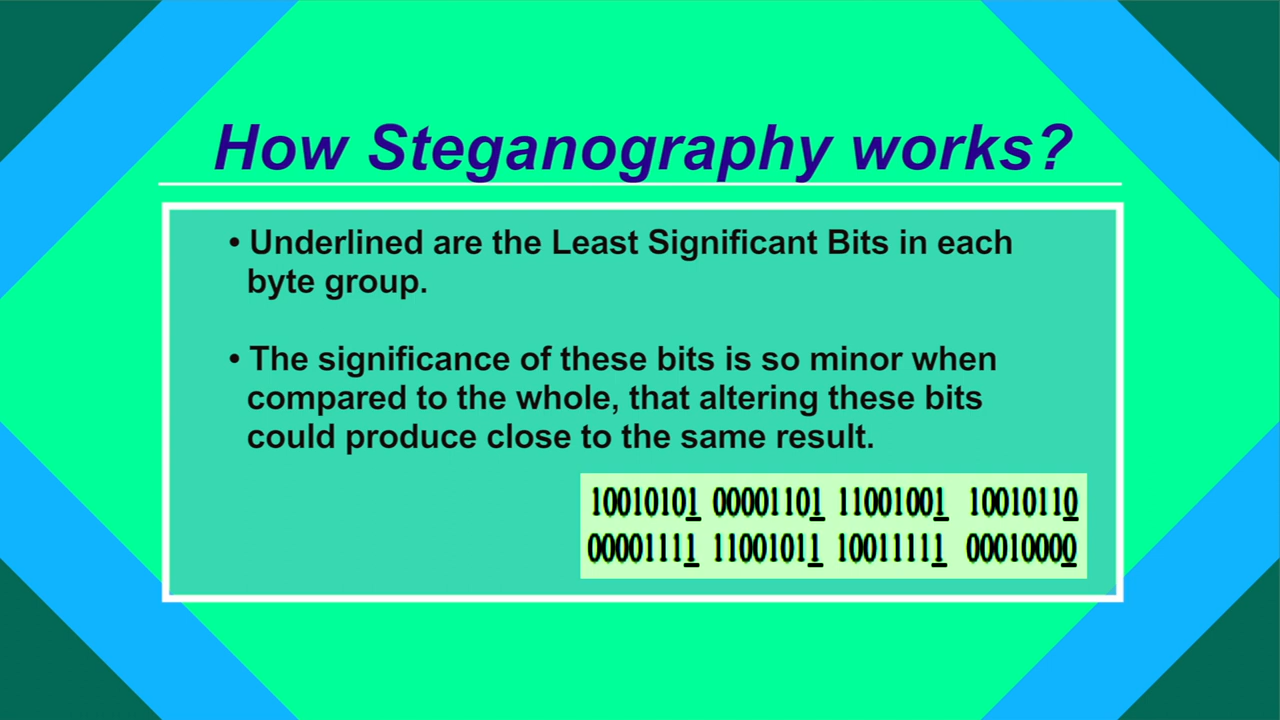 How Steganography works?
• Underlined are the Least Significant Bits in each
byte group.
• The significance of these bits is so minor when
compared to the whole, that altering these bits
could produce close to the same result.
10010101 00001101 11001001 10010110
00001111 11001011 10011111 00010000